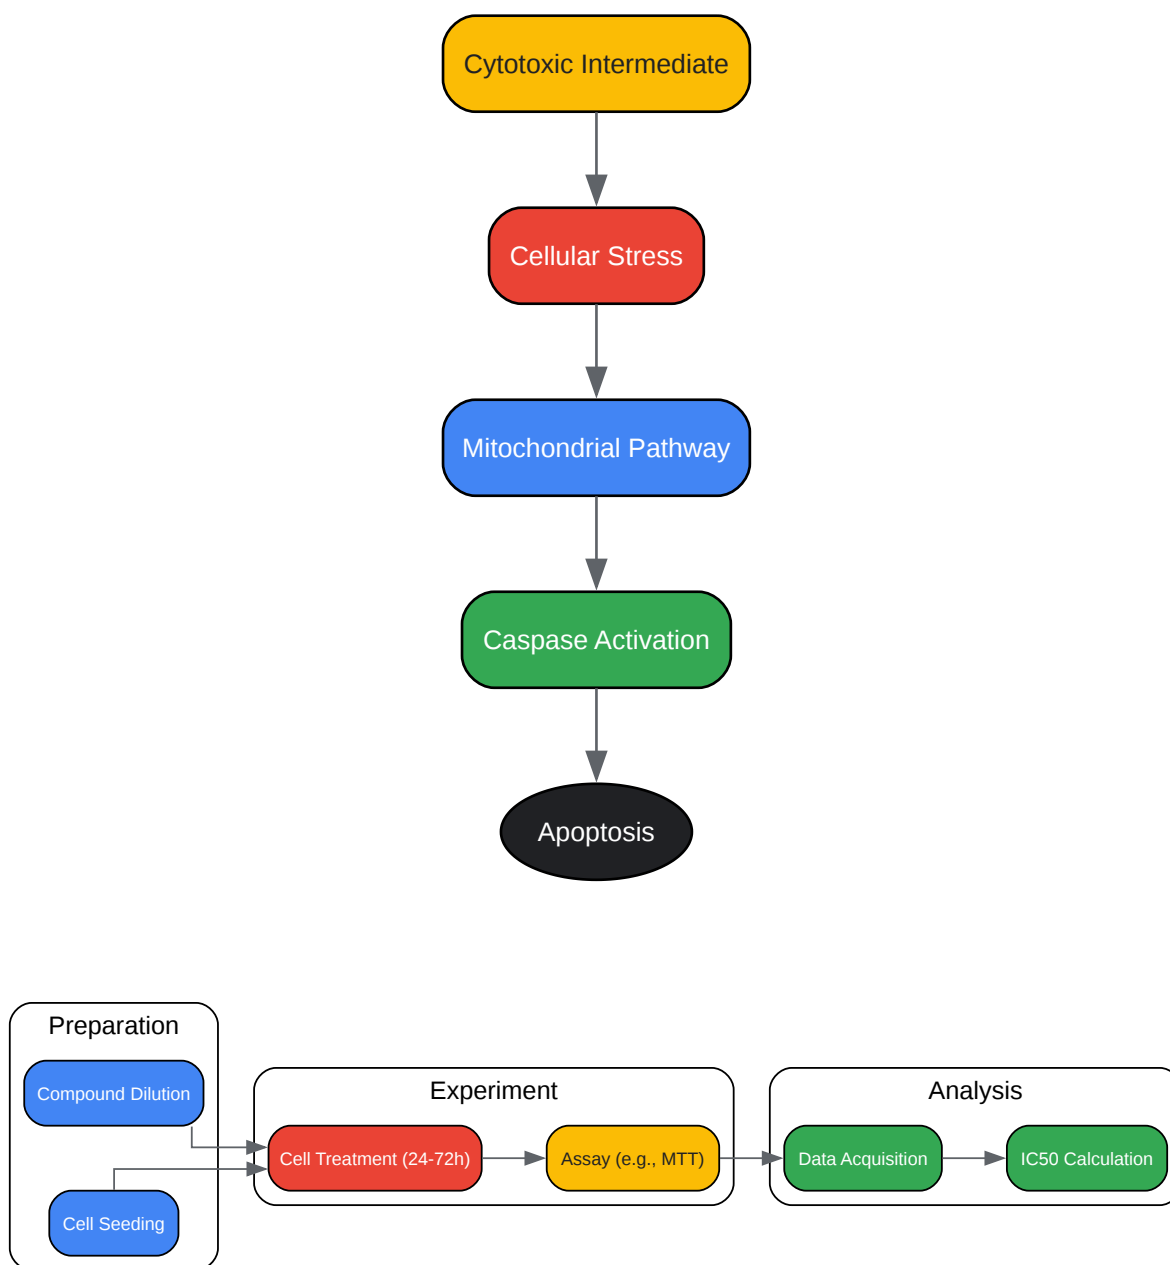 Cytotoxic Intermediate
Cellular Stress
Mitochondrial Pathway
Caspase Activation
Apoptosis
Preparation
Compound Dilution
Cell Seeding
Experiment
Cell Treatment (24-72h)
Assay (e.g., MTT)
Analysis
Data Acquisition
IC50 Calculation